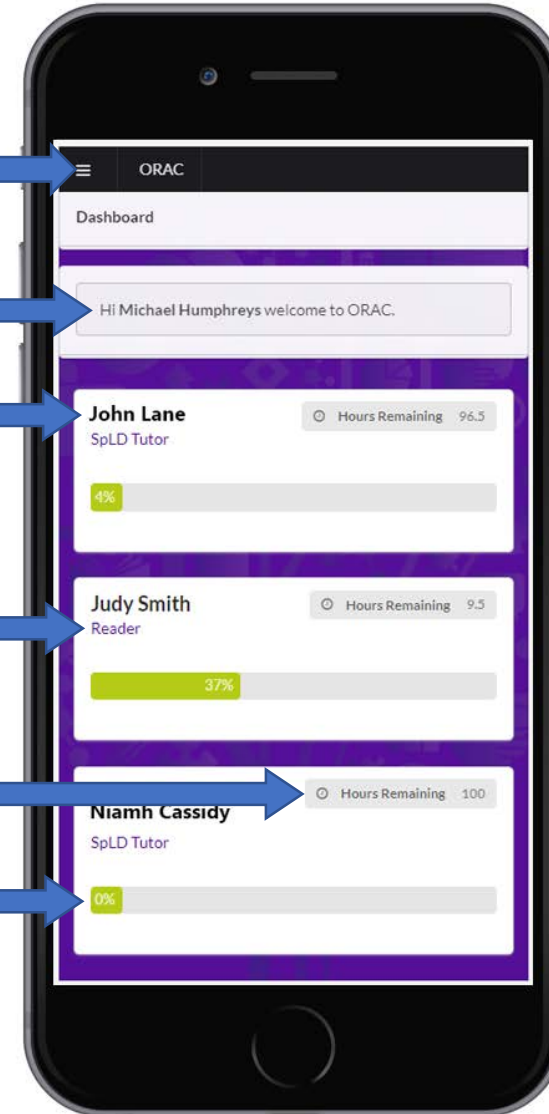 ORAC
Dashboard
Hi Michael Humphreys welcome to ORAC.
John Lane
Hours Remaining 96.5
SpLD Tutor
4%
Judy Smith
Hours Remaining 9.5
Reader
37%
Hours Remaining 100
Niamh Cassidy
SpLD Tutor
0%